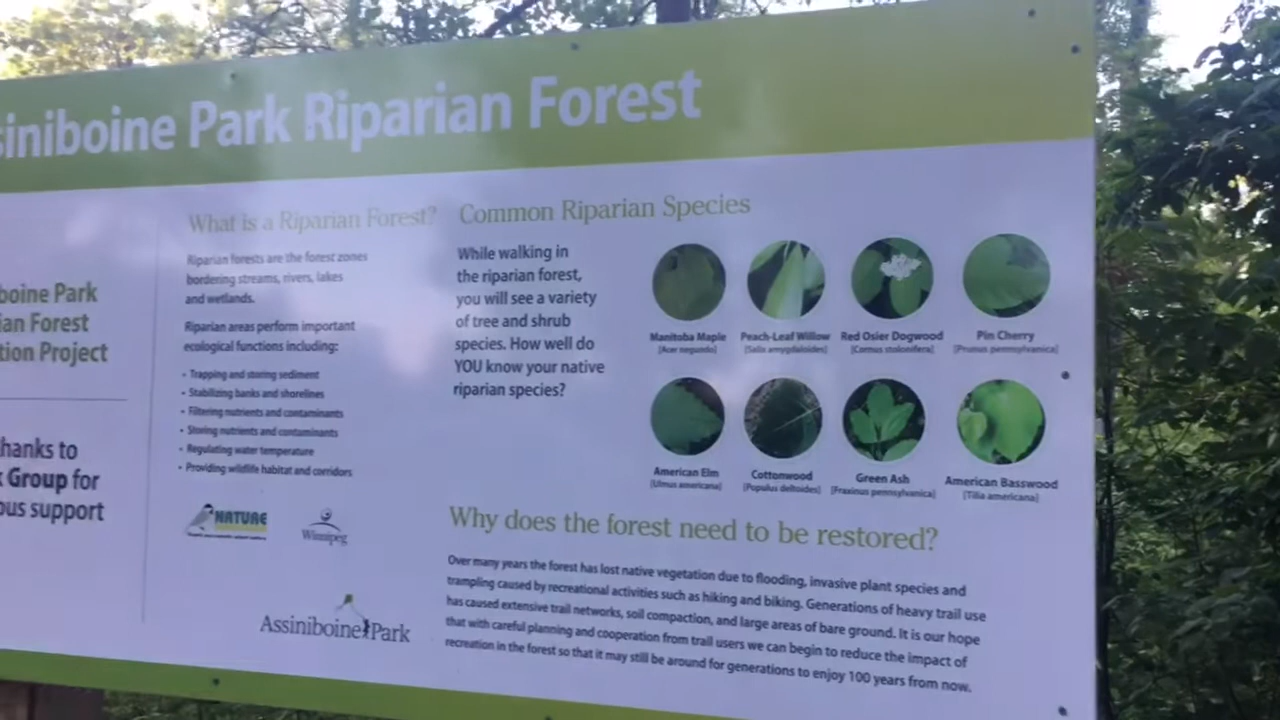 siniboine Park Riparian Forest
boine Park
ian Forest
tion Project
hanks to
Group for
ous support
What is a Riparian Forest?
Riparian forests are the forest zones
bordering streams, rivers, lakes
and wetlands.
Riparian areas perform important
ecological functions including:
• Trapping and storing sediment
• Stabilizing banks and shorelines
• Filtering nutrients and contaminants
• Storing nutrients and contaminants
• Regulating water temperature
• Providing wildlife habitat and corridors
NATURE
Winnipeg
Assiniboine Park
Common Riparian Species
While walking in
the riparian forest,
you will see a variety
of tree and shrub
species. How well do
YOU know your native
riparian species?
Manitoba Maple
(Acer negundo)
Peach-Leaf Willow
(Salix amygdaloides)
Red Osier Dogwood
(Cornus stolonifera)
Pin Cherry
(Prunus pennsylvanica)
American Elm
(Ulmus americana)
Cottonwood
(Populus deltoides)
Green Ash
(Fraxinus pennsylvanica)
American Basswood
(Tilia americana)
Why does the forest need to be restored?
Over many years the forest has lost native vegetation due to flooding, invasive plant species and
trampling caused by recreational activities such as hiking and biking. Generations of heavy trail use
has caused extensive trail networks, soil compaction, and large areas of bare ground. It is our hope
that with careful planning and cooperation from trail users we can begin to reduce the impact of
recreation in the forest so that it may still be around for generations to enjoy 100 years from now.